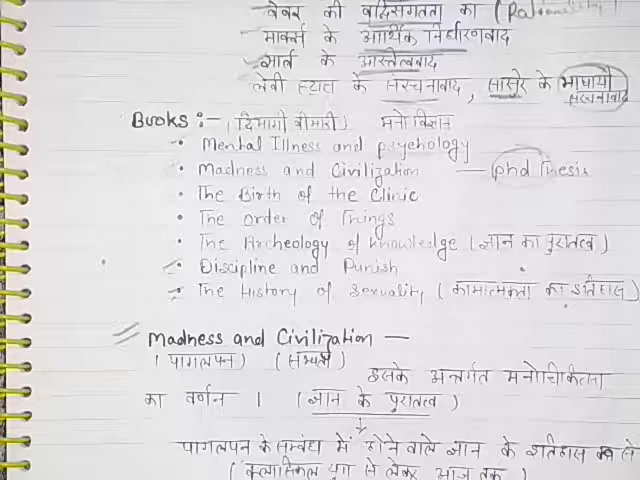 वेबर की बुद्धिसंगतता का (Rationality)
मार्क्स के आर्थिक निर्धारणवाद
सार्त्र के अस्तित्ववाद
लेवी स्ट्रास के संरचनावाद, सासुर के भाषायी संरचनावाद
Books :- (दिमागी बीमारी) मनोविज्ञान
• Mental Illness and psychology
• Madness and Civilization — Phd Thesis
• The Birth of the Clinic
• The Order of Things
• The Archeology of Knowledge (ज्ञान का पुरातत्व)
• Discipline and Punish
• The History of Sexuality (कामात्मकता का इतिहास)
Madness and Civilization —
(पागलपन) (सभ्यता)
इसके अन्तर्गत मनोचिकित्सा
का वर्णन । (ज्ञान के पुरातत्व)
पागलपन के सम्बंध में होने वाले ज्ञान के इतिहास
(क्लासिकल युग से लेकर आज तक)